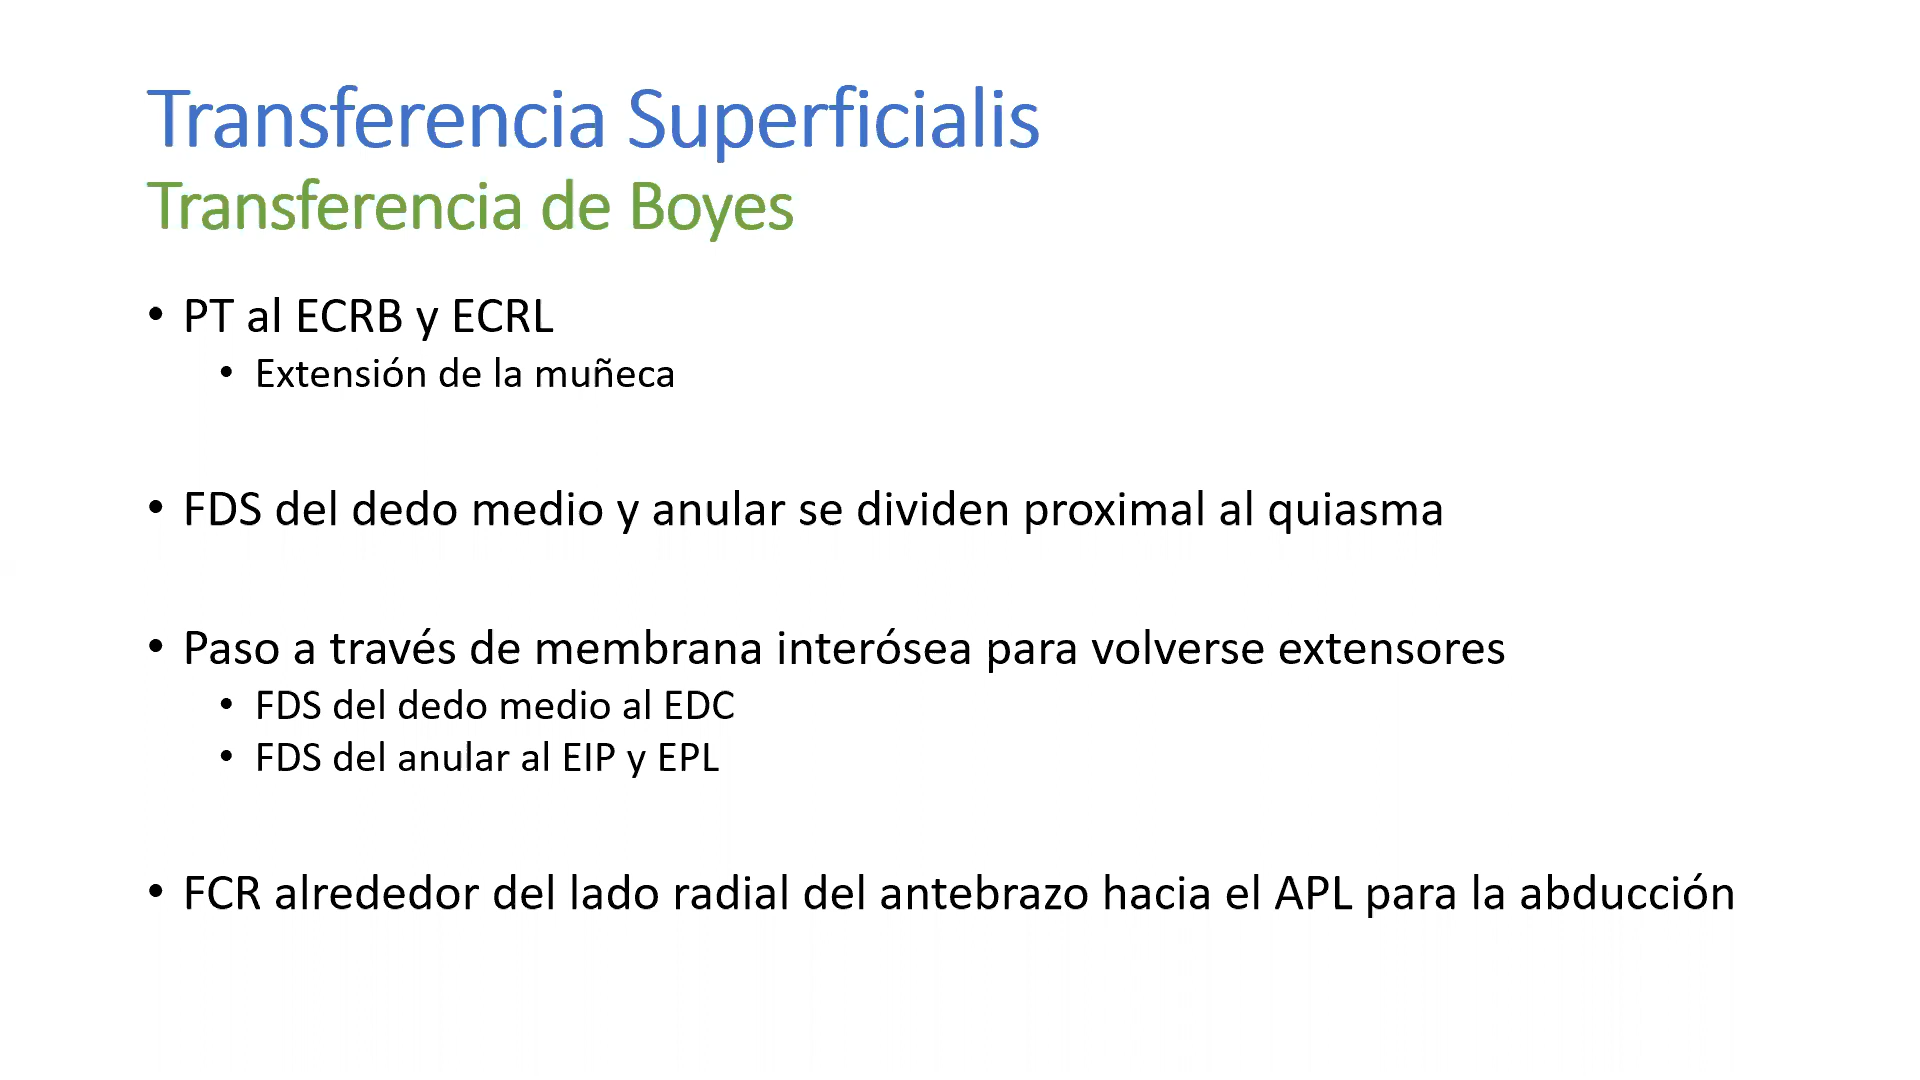 Transferencia Superficialis
Transferencia de Boyes
• PT al ECRB y ECRL
• Extensión de la muñeca
• FDS del dedo medio y anular se dividen proximal al quiasma
• Paso a través de membrana interósea para volverse extensores
• FDS del dedo medio al EDC
• FDS del anular al EIP y EPL
• FCR alrededor del lado radial del antebrazo hacia el APL para la abducción